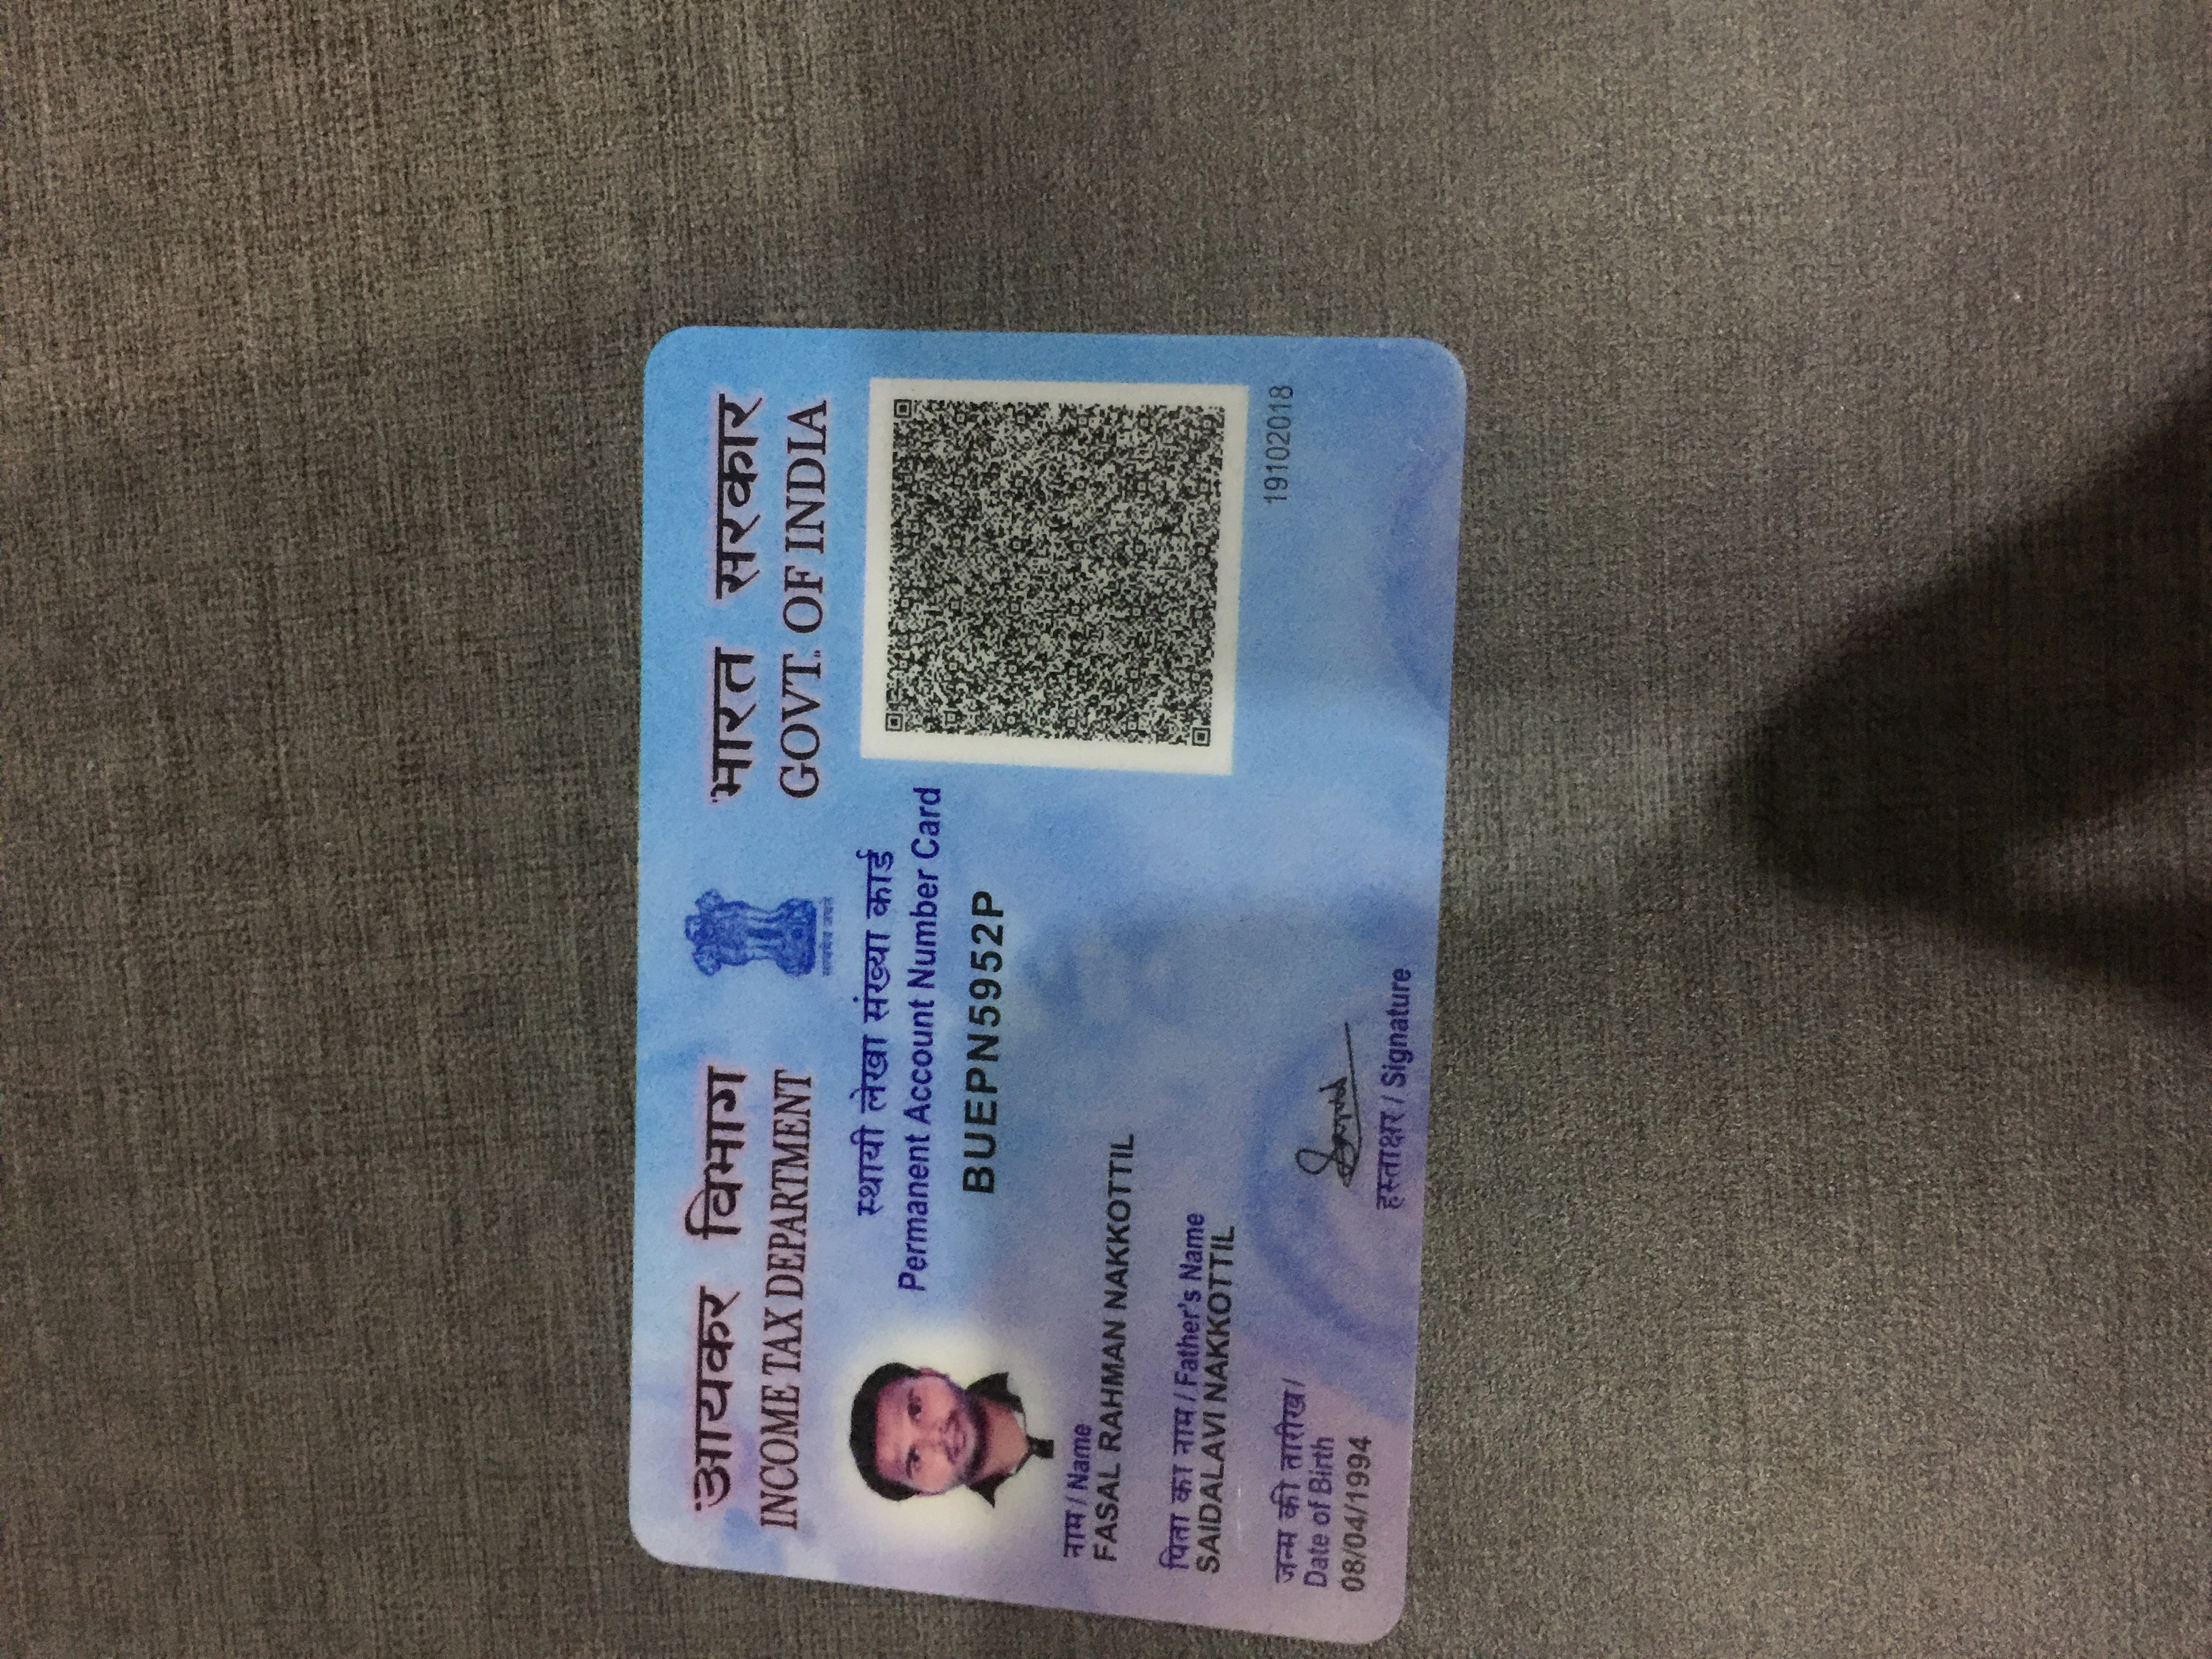 आयकर विभाग
INCOME TAX DEPARTMENT
सत्यमेव जयते
भारत सरकार
GOVT. OF INDIA
स्थायी लेखा संख्या कार्ड
Permanent Account Number Card
BUEPN5952P
नाम / Name
FASAL RAHMAN NAKKOTTIL
पिता का नाम / Father's Name
SAIDALAVI NAKKOTTIL
जन्म की तारीख /
Date of Birth
08/04/1994
हस्ताक्षर / Signature
19102018